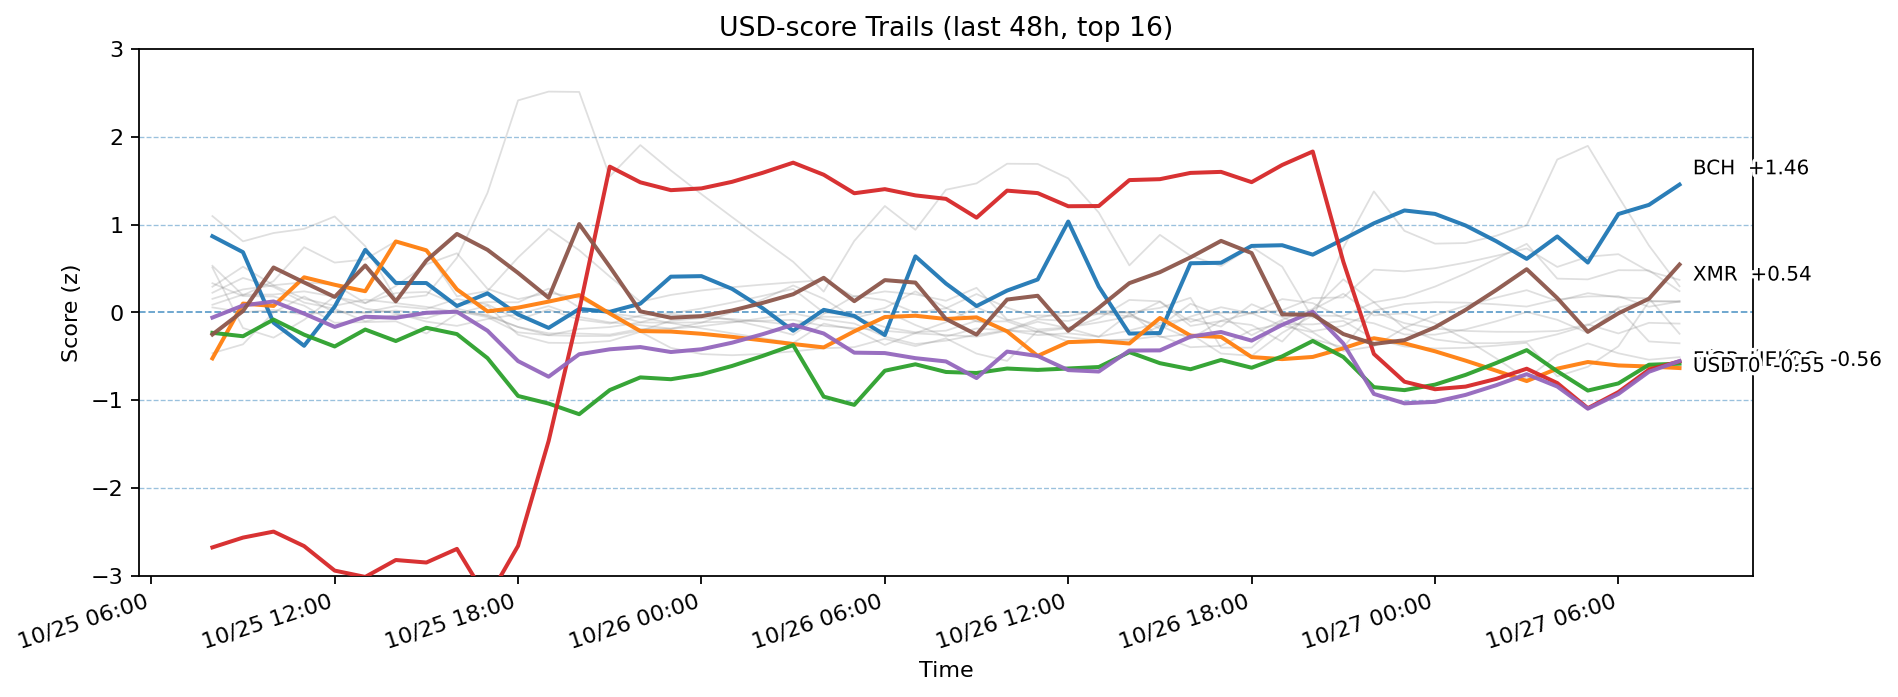 USD-score Trails (last 48h, top 16)
Score (z)
3
2
1
0
−1
−2
−3
BCH +1.46
XMR +0.54
-0.56
USDT0 -0.55
10/25 06:00
10/25 12:00
10/25 18:00
10/26 00:00
10/26 06:00
10/26 12:00
10/26 18:00
10/27 00:00
10/27 06:00
Time